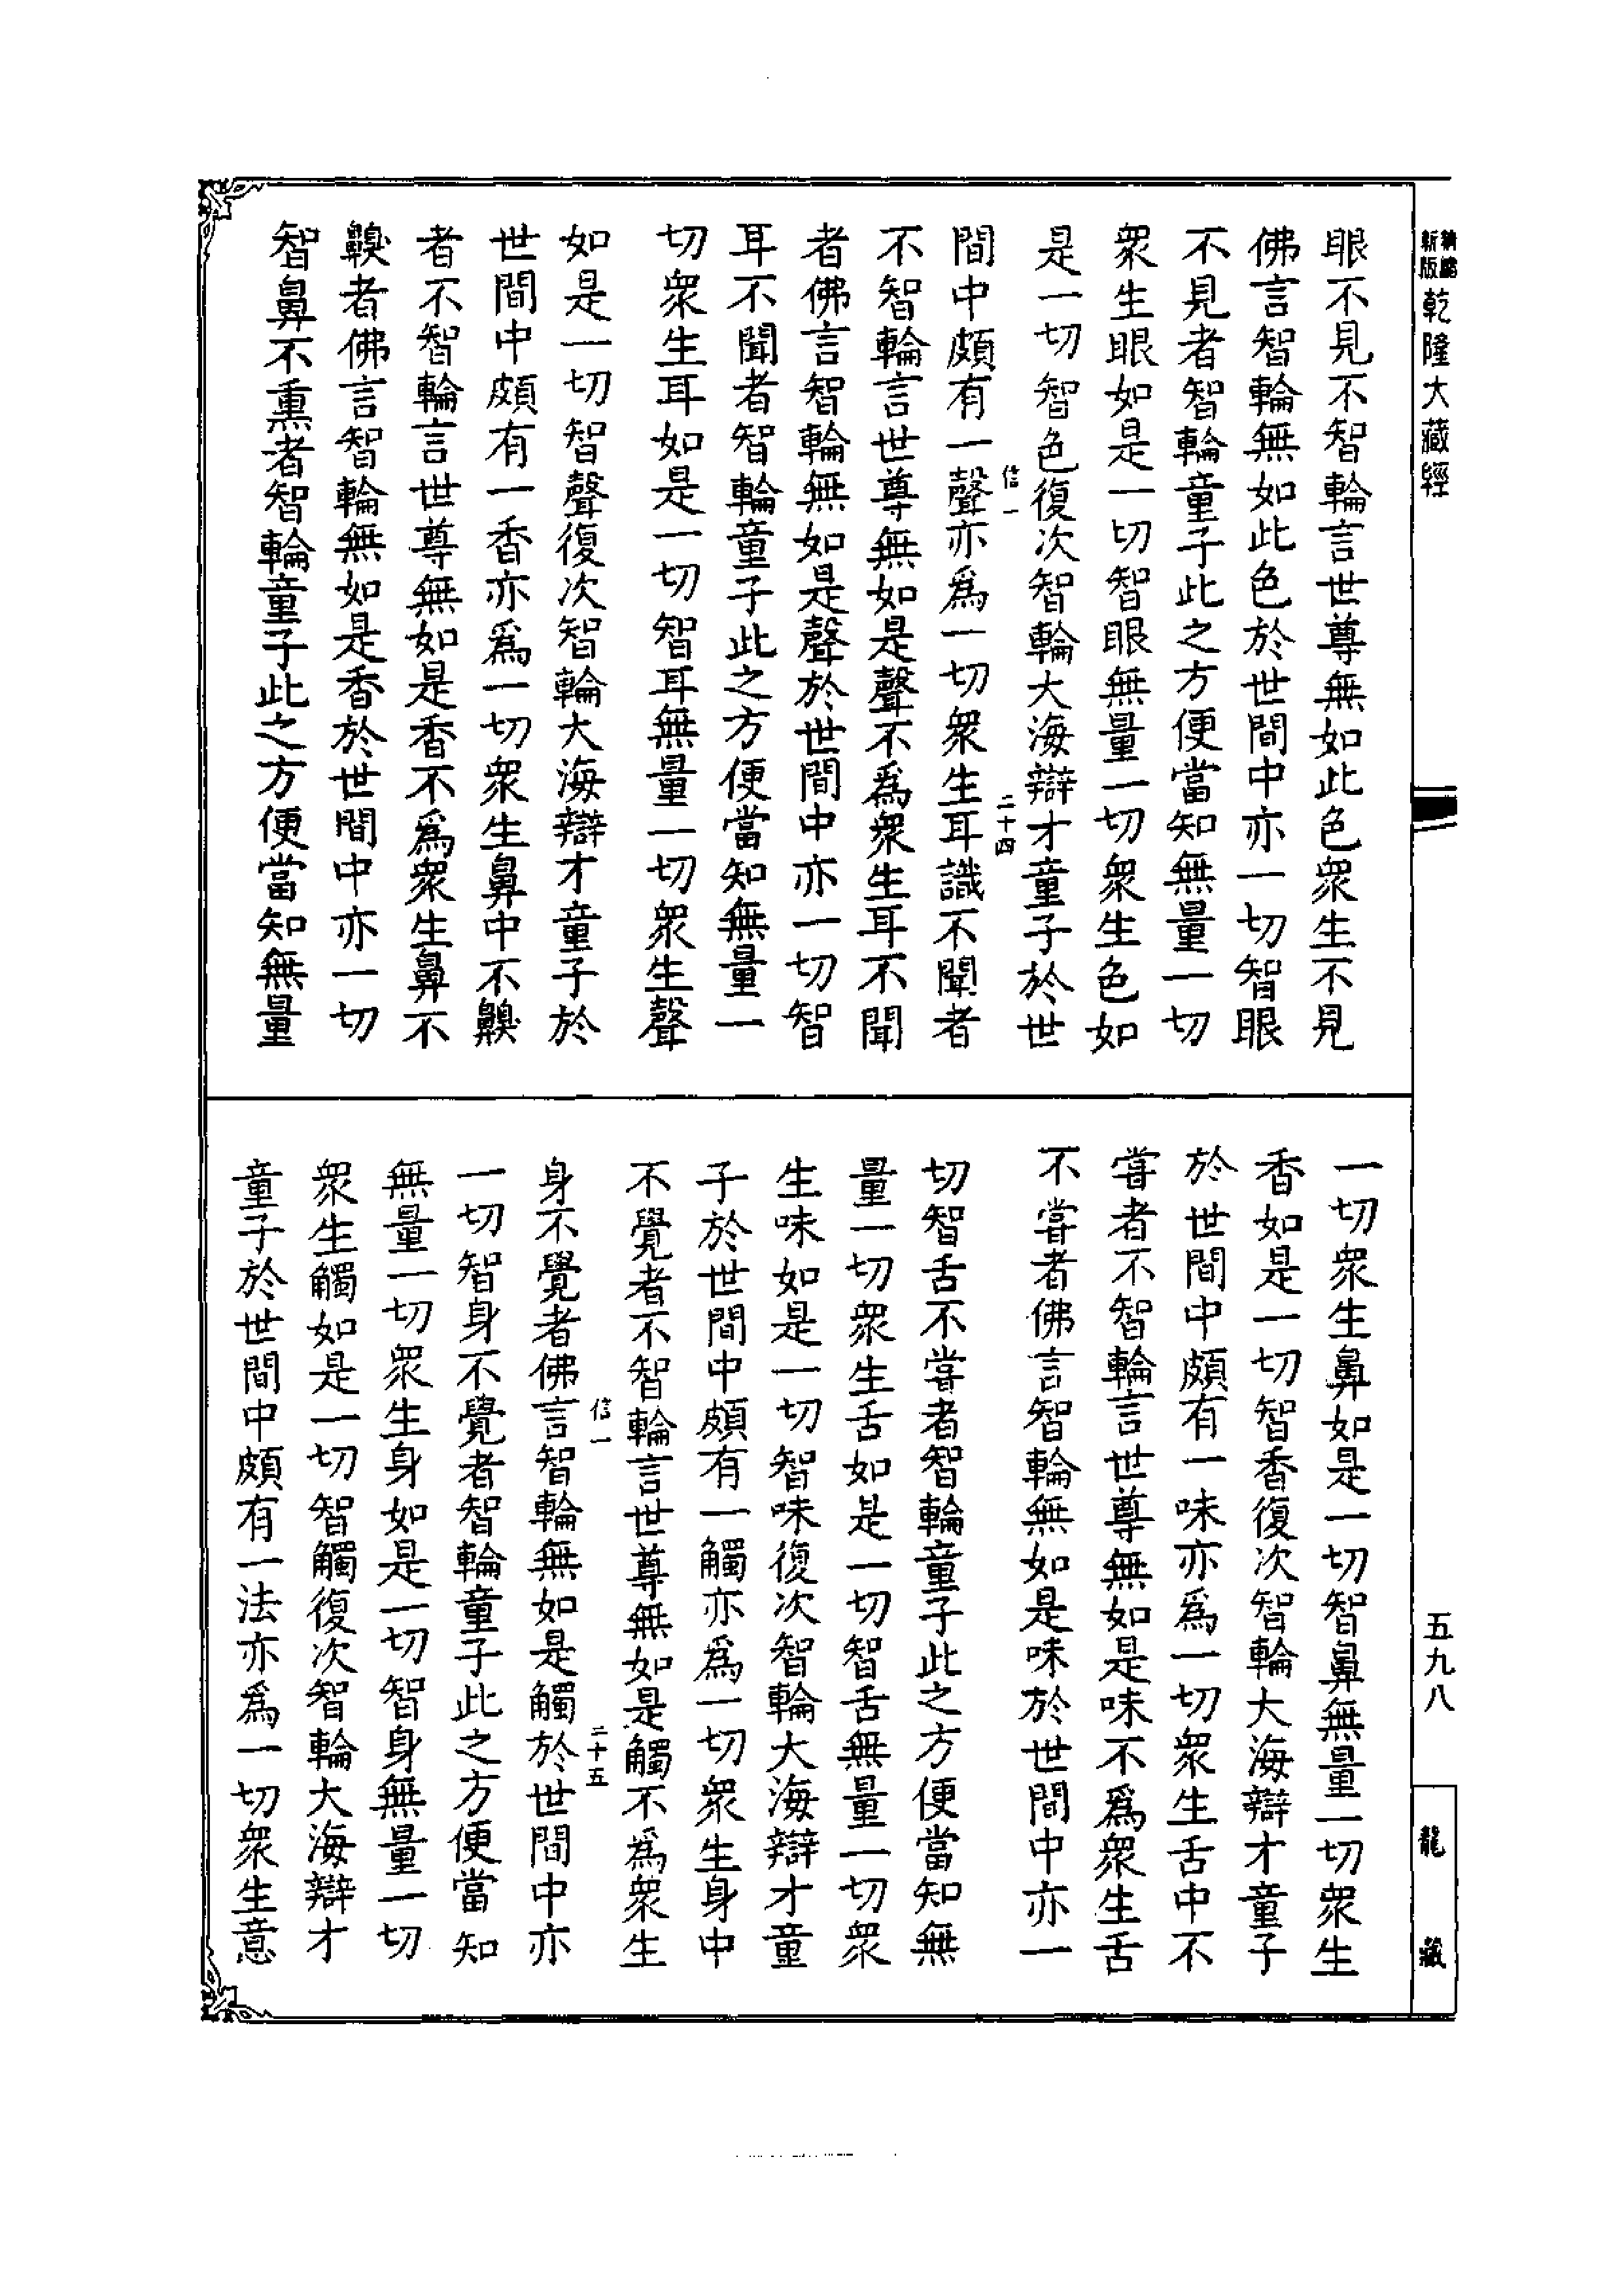 新版
乾隆大藏經
眼不見不智輪言世尊無如此色衆生不見
佛言智輪無如此色於世間中亦一切智眼
不見者智輪童子此之方便當知無量一切
衆生眼如是一切智眼無量一切衆生色如
是一切智色復次智輪大海辯才童子於世
信一
二十四
間中頗有一聲亦爲一切衆生耳識不聞者
不智輪言世尊無如是聲不爲衆生耳不聞
者佛言智輪無如是聲於世間中亦一切智
耳不聞者智輪童子此之方便當知無量一
切衆生耳如是一切智耳無量一切衆生聲
如是一切智聲復次智輪大海辯才童子於
世間中頗有一香亦爲一切衆生鼻中不齅
者不智輪言世尊無如是香不爲衆生鼻不
齅者佛言智輪無如是香於世間中亦一切
智鼻不熏者智輪童子此之方便當知無量
一切衆生鼻如是一切智鼻無量一切衆生
香如是一切智香復次智輪大海辯才童子
於世間中頗有一味亦爲一切衆生舌中不
甞者不智輪言世尊無如是味不爲衆生舌
不甞者佛言智輪無如是味於世間中亦一
切智舌不甞者智輪童子此之方便當知無
量一切衆生舌如是一切智舌無量一切衆
生味如是一切智味復次智輪大海辯才童
子於世間中頗有一觸亦爲一切衆生身中
不覺者不智輪言世尊無如是觸不爲衆生
信一
二十五
身不覺者佛言智輪無如是觸於世間中亦
一切智身不覺者智輪童子此之方便當知
無量一切衆生身如是一切智身無量一切
衆生觸如是一切智觸復次智輪大海辯才
童子於世間中頗有一法亦爲一切衆生意
五九八
龍藏